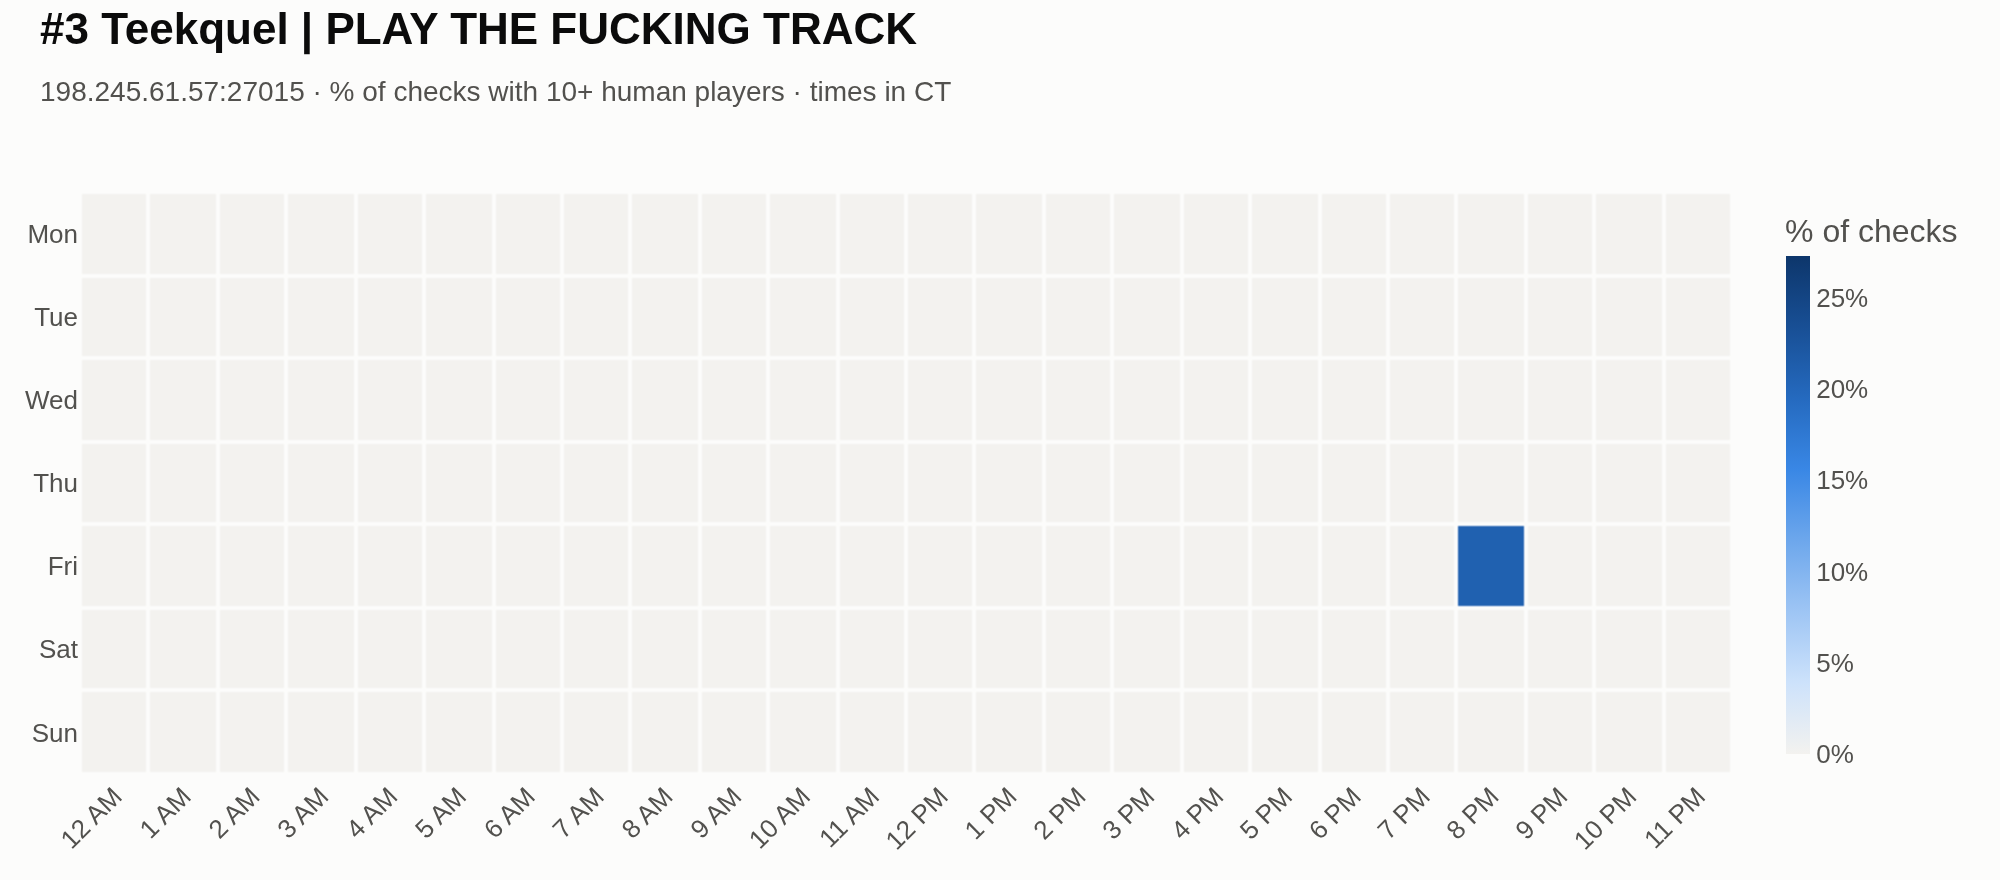 #3 Teekquel | PLAY THE FUCKING TRACK
198.245.61.57:27015 · % of checks with 10+ human players · times in CT
% of checks
Mon
Tue
Wed
Thu
Fri
Sat
Sun
25%
20%
15%
10%
5%
0%
12 AM
1 AM
2 AM
3 AM
4 AM
5 AM
6 AM
7 AM
8 AM
9 AM
10 AM
11 AM
12 PM
1 PM
2 PM
3 PM
4 PM
5 PM
6 PM
7 PM
8 PM
9 PM
10 PM
11 PM